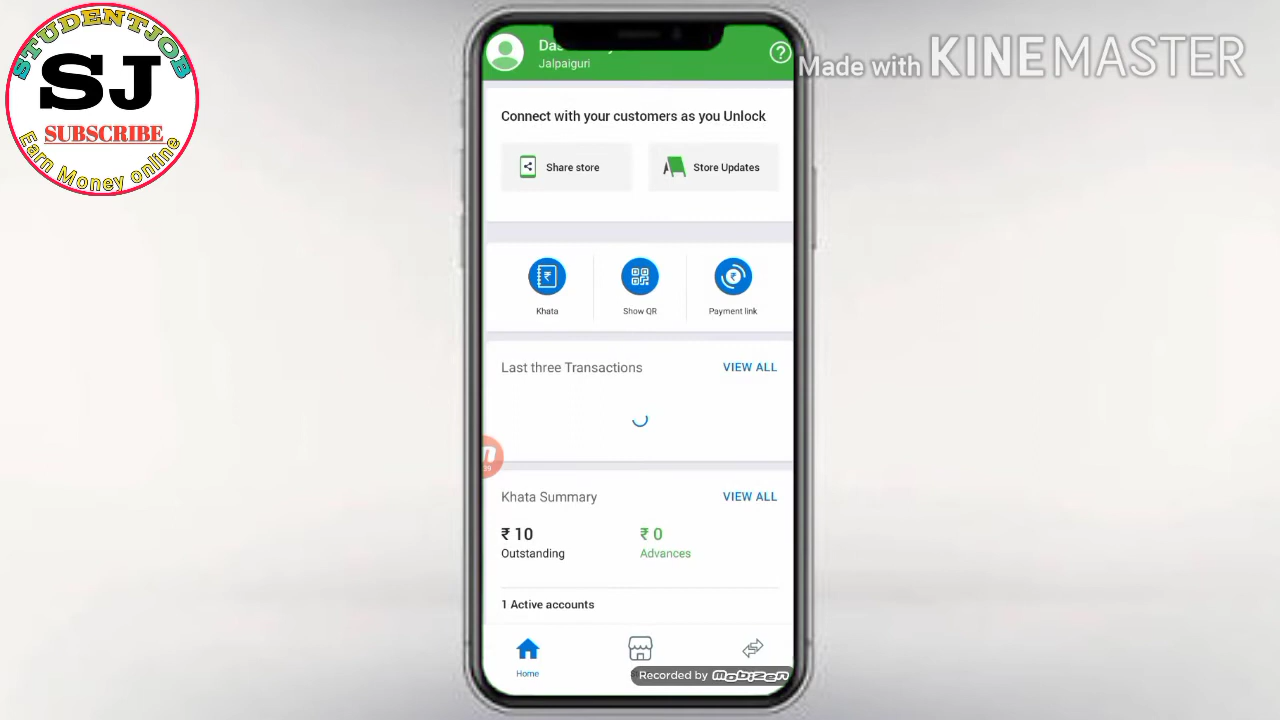 STUDENTJOB
SJ
SUBSCRIBE
Earn Money online
Made with KINEMASTER
Jalpaiguri
Connect with your customers as you Unlock
Share store
Store Updates
Khata
Show QR
Payment link
Last three Transactions
VIEW ALL
Khata Summary
VIEW ALL
₹ 10
₹ 0
Outstanding
Advances
1 Active accounts
Home
Recorded by MOBIZEN